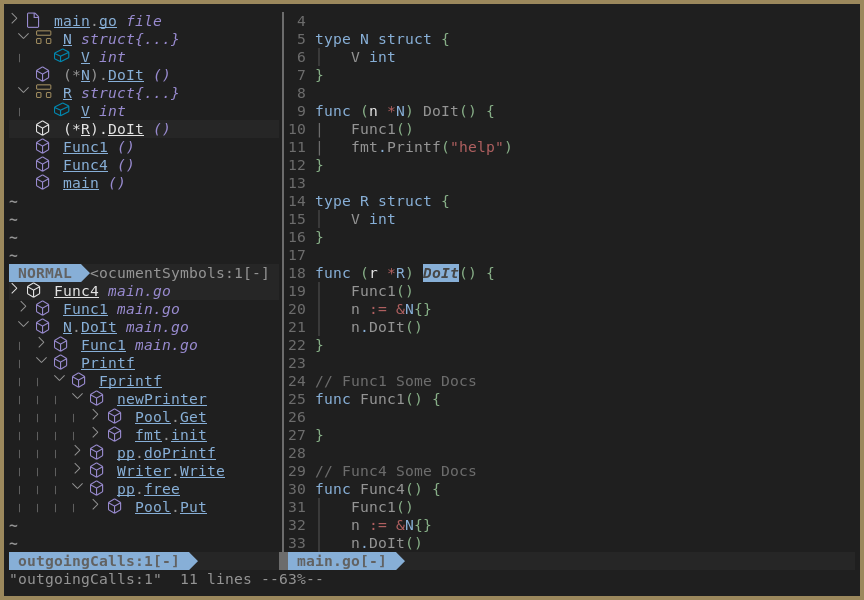 main.go file
N struct{...}
V int
(*N).DoIt ()
R struct{...}
V int
(*R).DoIt ()
Func1 ()
Func4 ()
main ()
~
~
~
~
NORMAL <ocumentSymbols:1[-]
Func4 main.go
Func1 main.go
N.DoIt main.go
Func1 main.go
Printf
Fprintf
newPrinter
Pool.Get
fmt.init
pp.doPrintf
Writer.Write
pp.free
Pool.Put
~
~
outgoingCalls:1[-]
4
5 type N struct {
6 V int
7 }
8
9 func (n *N) DoIt() {
10 Func1()
11 fmt.Printf("help")
12 }
13
14 type R struct {
15 V int
16 }
17
18 func (r *R) DoIt() {
19 Func1()
20 n := &N{}
21 n.DoIt()
22 }
23
24 // Func1 Some Docs
25 func Func1() {
26
27 }
28
29 // Func4 Some Docs
30 func Func4() {
31 Func1()
32 n := &N{}
33 n.DoIt()
main.go[-]
"outgoingCalls:1" 11 lines --63%--